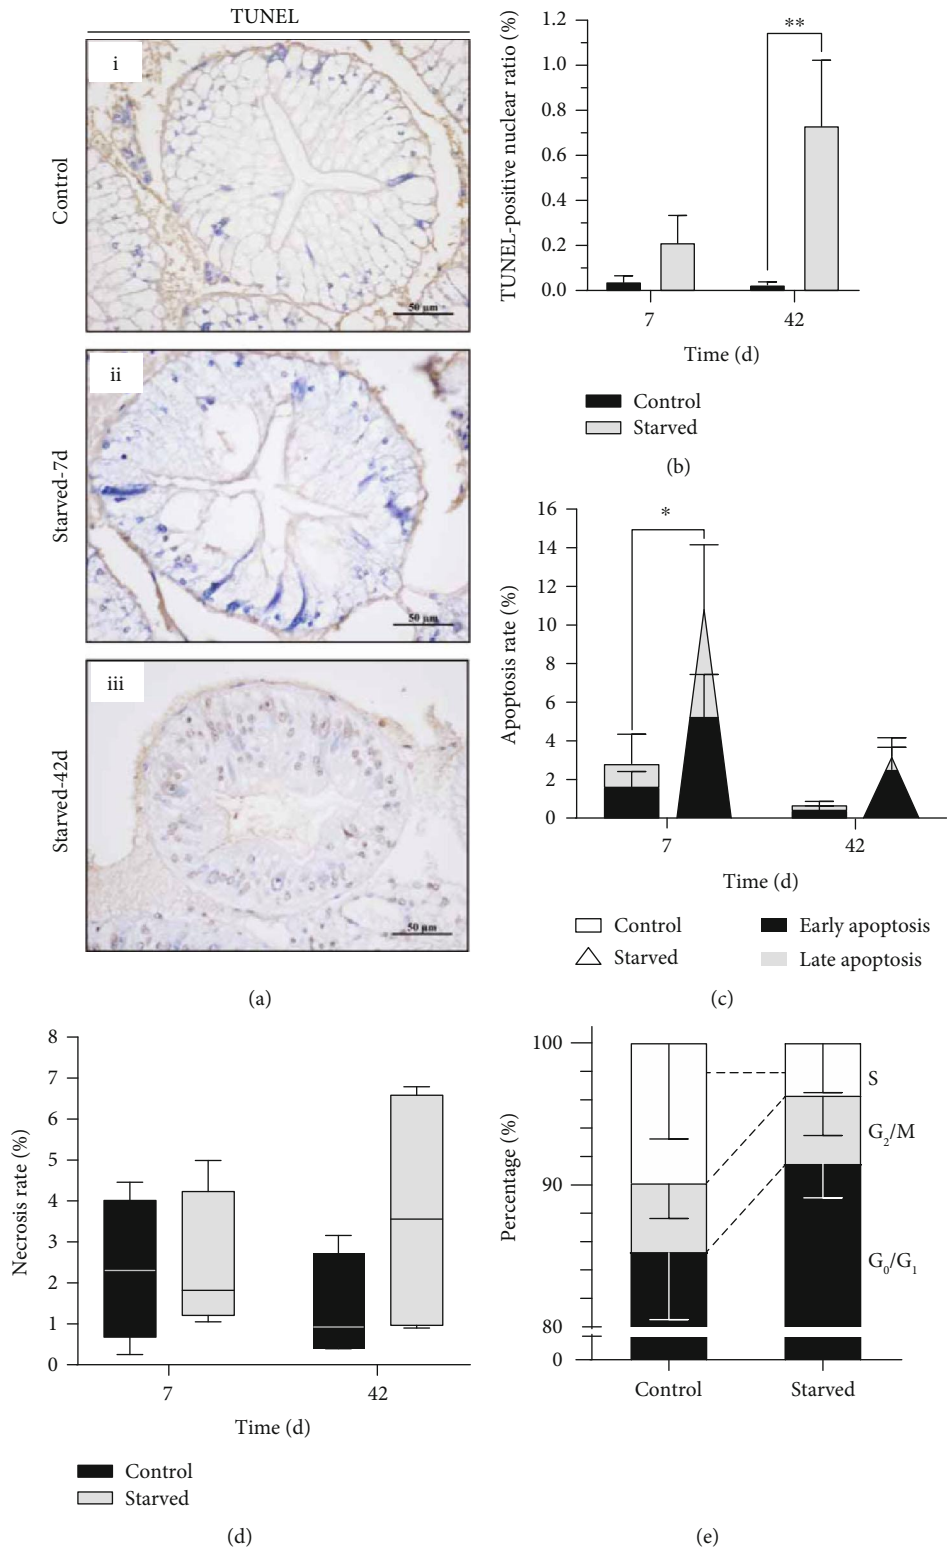 TUNEL
i
Control
50 μm
ii
Starved-7d
50 μm
iii
Starved-42d
50 μm
(a)
TUNEL-positive nuclear ratio (%)
1.2
1.0
0.8
0.6
0.4
0.2
0.0
**
7 42
Time (d)
Control
Starved
(b)
Apoptosis rate (%)
16
14
12
10
8
6
4
2
0
*
7 42
Time (d)
Control Early apoptosis
Starved Late apoptosis
(c)
Necrosis rate (%)
8
7
6
5
4
3
2
1
0
7 42
Time (d)
Control
Starved
(d)
Percentage (%)
100
90
80
0
S
G₂/M
G₀/G₁
Control Starved
(e)